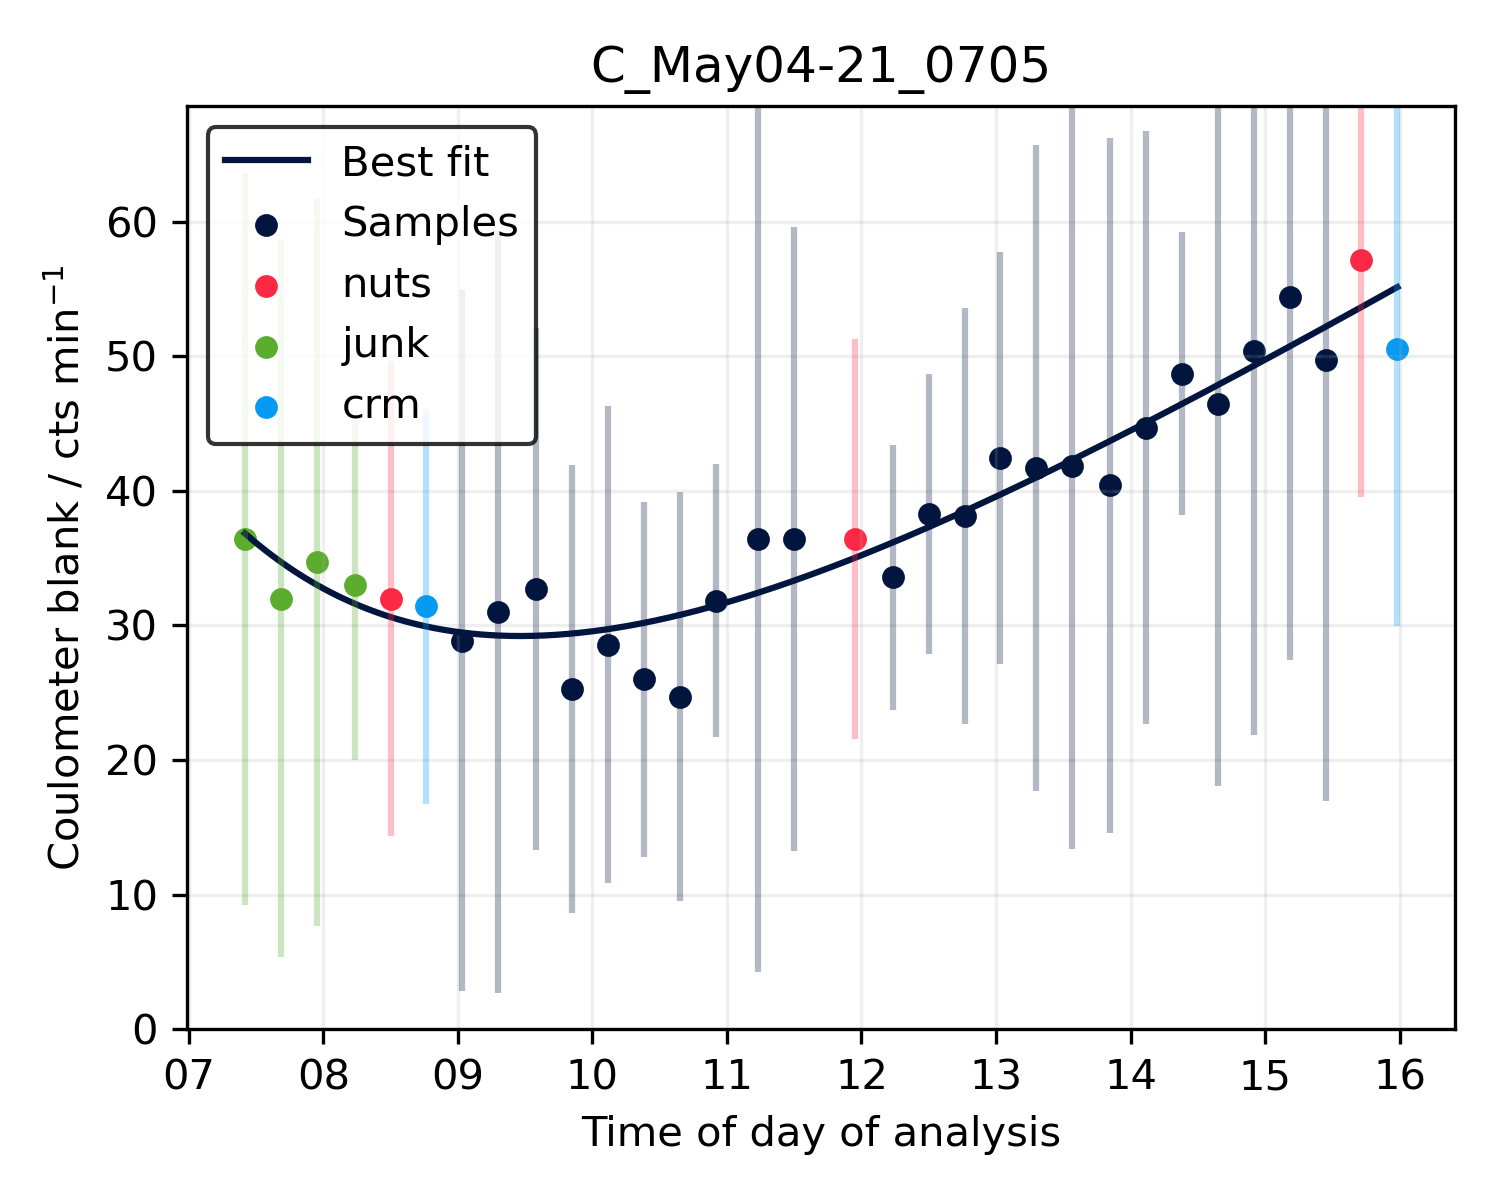 C_May04-21_0705
Best fit
Samples
nuts
junk
crm
Coulometer blank / cts min⁻¹
60
50
40
30
20
10
0
07 08 09 10 11 12 13 14 15 16
Time of day of analysis